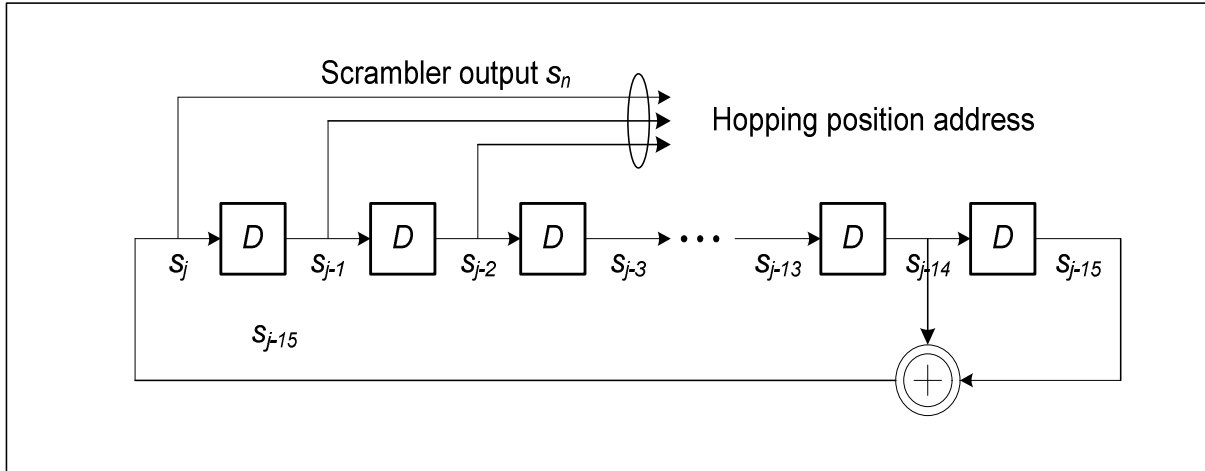 Scrambler output sn
Hopping position address
D D D D D
sj sj-1 sj-2 sj-3 ••• sj-13 sj-14 sj-15
sj-15
+